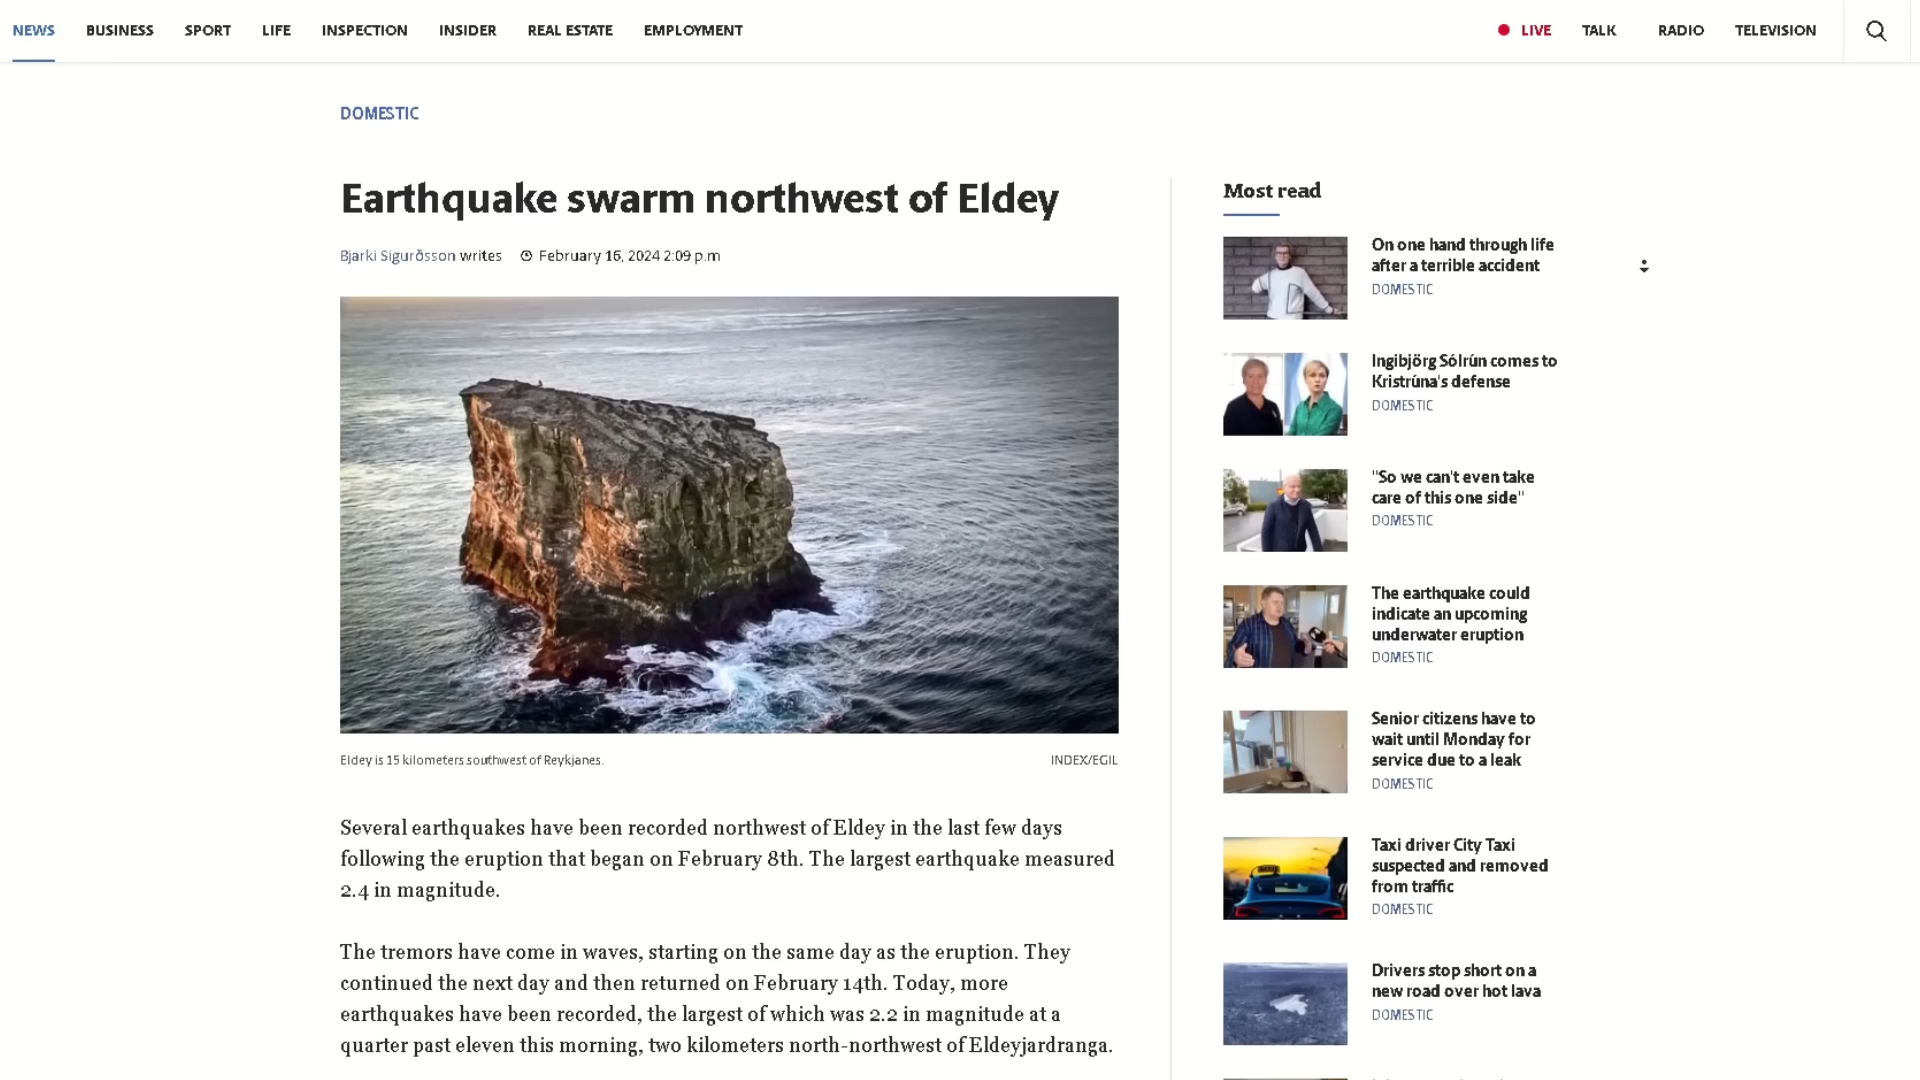 NEWS BUSINESS SPORT LIFE INSPECTION INSIDER REAL ESTATE EMPLOYMENT LIVE TALK RADIO TELEVISION
DOMESTIC
Earthquake swarm northwest of Eldey
Bjarki Sigurðsson writes February 16, 2024 2:09 p.m
Eldey is 15 kilometers southwest of Reykjanes. INDEX/EGIL
Several earthquakes have been recorded northwest of Eldey in the last few days
following the eruption that began on February 8th. The largest earthquake measured
2.4 in magnitude.
The tremors have come in waves, starting on the same day as the eruption. They
continued the next day and then returned on February 14th. Today, more
earthquakes have been recorded, the largest of which was 2.2 in magnitude at a
quarter past eleven this morning, two kilometers north-northwest of Eldeyjardranga.
Most read
On one hand through life
after a terrible accident
DOMESTIC
Ingibjörg Sólrún comes to
Kristrúna's defense
DOMESTIC
"So we can't even take
care of this one side"
DOMESTIC
The earthquake could
indicate an upcoming
underwater eruption
DOMESTIC
Senior citizens have to
wait until Monday for
service due to a leak
DOMESTIC
Taxi driver City Taxi
suspected and removed
from traffic
DOMESTIC
Drivers stop short on a
new road over hot lava
DOMESTIC